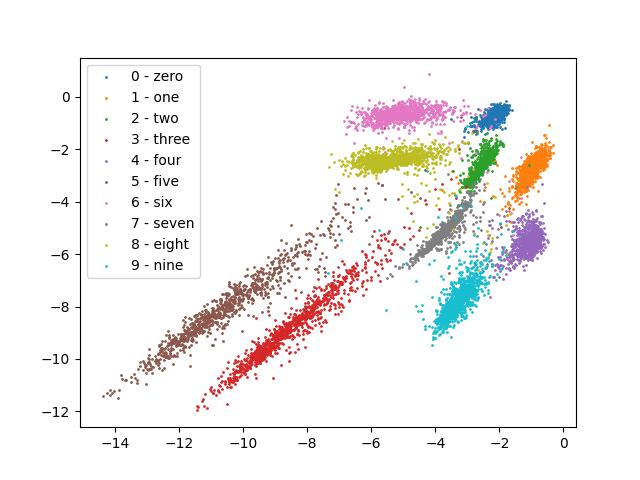 0 - zero
1 - one
2 - two
3 - three
4 - four
5 - five
6 - six
7 - seven
8 - eight
9 - nine
0
−2
−4
−6
−8
−10
−12
−14 −12 −10 −8 −6 −4 −2 0